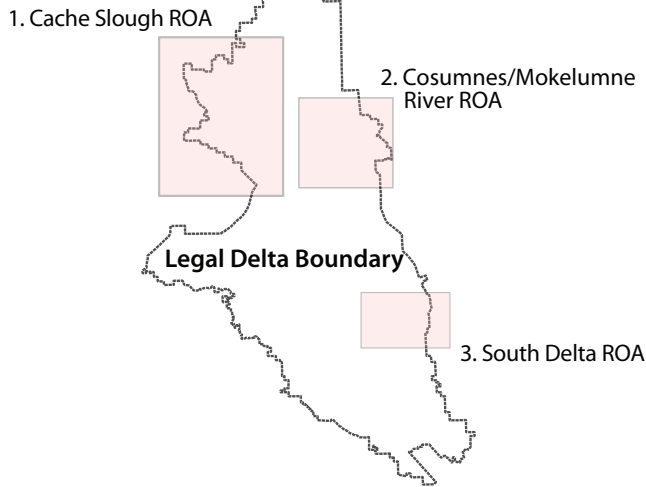 1. Cache Slough ROA
2. Cosumnes/Mokelumne
River ROA
Legal Delta Boundary
3. South Delta ROA